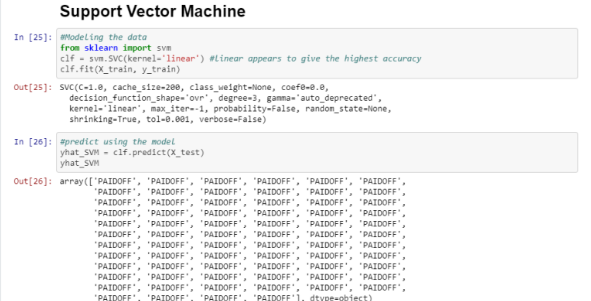 Support Vector Machine
In [25]: #Modeling the data
from sklearn import svm
clf = svm.SVC(kernel='linear') #linear appears to give the highest accuracy
clf.fit(X_train, y_train)
Out[25]: SVC(C=1.0, cache_size=200, class_weight=None, coef0=0.0,
decision_function_shape='ovr', degree=3, gamma='auto_deprecated',
kernel='linear', max_iter=-1, probability=False, random_state=None,
shrinking=True, tol=0.001, verbose=False)
In [26]: #predict using the model
yhat_SVM = clf.predict(X_test)
yhat_SVM
Out[26]: array(['PAIDOFF', 'PAIDOFF', 'PAIDOFF', 'PAIDOFF', 'PAIDOFF', 'PAIDOFF',
'PAIDOFF', 'PAIDOFF', 'PAIDOFF', 'PAIDOFF', 'PAIDOFF', 'PAIDOFF',
'PAIDOFF', 'PAIDOFF', 'PAIDOFF', 'PAIDOFF', 'PAIDOFF', 'PAIDOFF',
'PAIDOFF', 'PAIDOFF', 'PAIDOFF', 'PAIDOFF', 'PAIDOFF', 'PAIDOFF',
'PAIDOFF', 'PAIDOFF', 'PAIDOFF', 'PAIDOFF', 'PAIDOFF', 'PAIDOFF',
'PAIDOFF', 'PAIDOFF', 'PAIDOFF', 'PAIDOFF', 'PAIDOFF', 'PAIDOFF',
'PAIDOFF', 'PAIDOFF', 'PAIDOFF', 'PAIDOFF', 'PAIDOFF', 'PAIDOFF',
'PAIDOFF', 'PAIDOFF', 'PAIDOFF', 'PAIDOFF', 'PAIDOFF', 'PAIDOFF',
'PAIDOFF', 'PAIDOFF', 'PAIDOFF', 'PAIDOFF', 'PAIDOFF', 'PAIDOFF',
'PAIDOFF', 'PAIDOFF', 'PAIDOFF', 'PAIDOFF', 'PAIDOFF', 'PAIDOFF',
'PAIDOFF', 'PAIDOFF', 'PAIDOFF', 'PAIDOFF', 'PAIDOFF', 'PAIDOFF',
'PAIDOFF', 'PAIDOFF', 'PAIDOFF', 'PAIDOFF'], dtype=object)